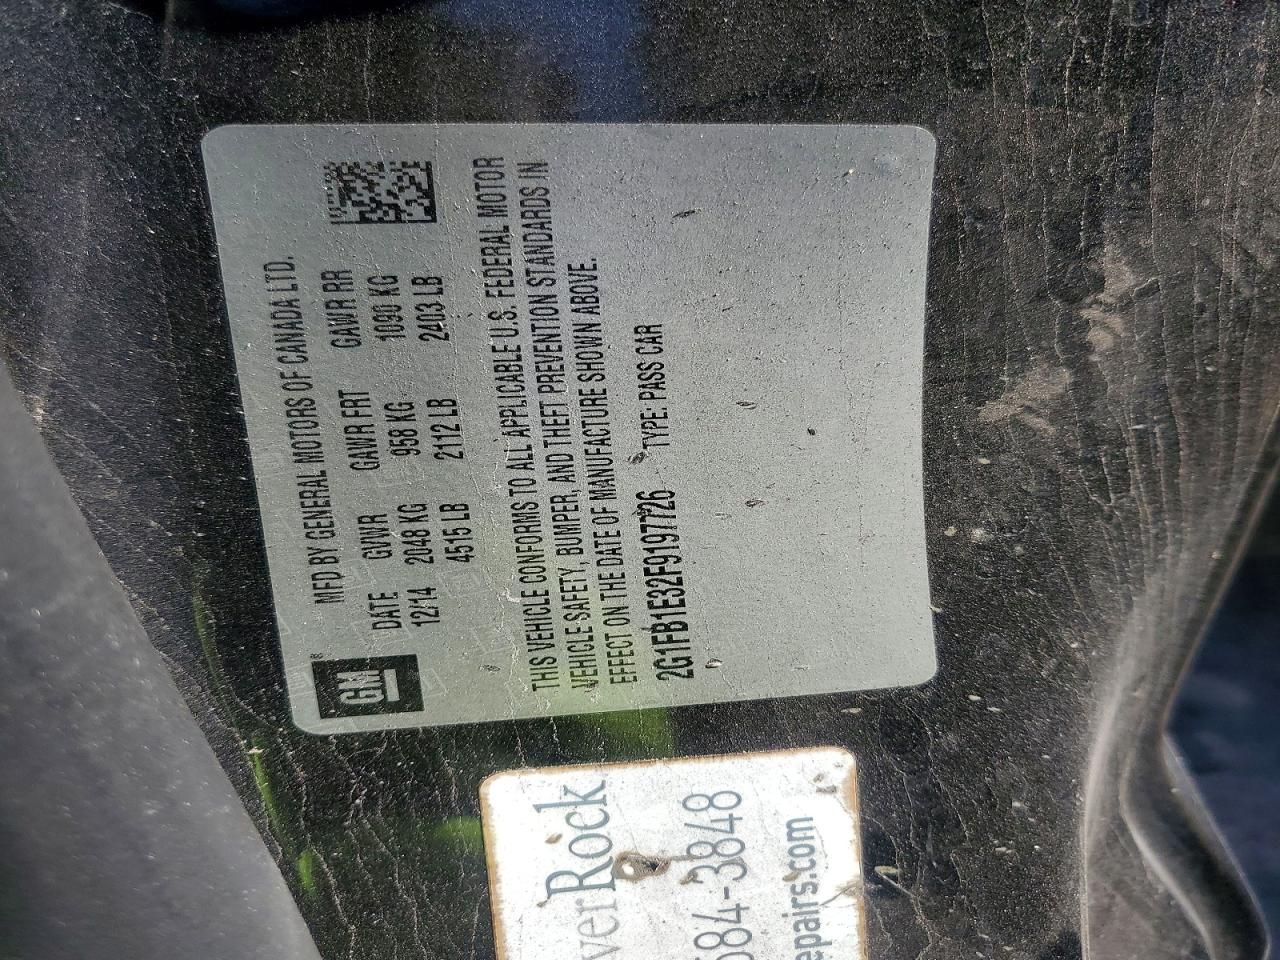 GM®
MFD BY GENERAL MOTORS OF CANADA LTD.
DATE GVWR GAWR FRT GAWR RR
12/14 2048 KG 958 KG 1090 KG
4515 LB 2112 LB 2403 LB
THIS VEHICLE CONFORMS TO ALL APPLICABLE U.S. FEDERAL MOTOR
VEHICLE SAFETY, BUMPER, AND THEFT PREVENTION STANDARDS IN
EFFECT ON THE DATE OF MANUFACTURE SHOWN ABOVE.
2G1FB1E32F9197726 TYPE: PASS CAR
verRock
684-3848
epairs.com